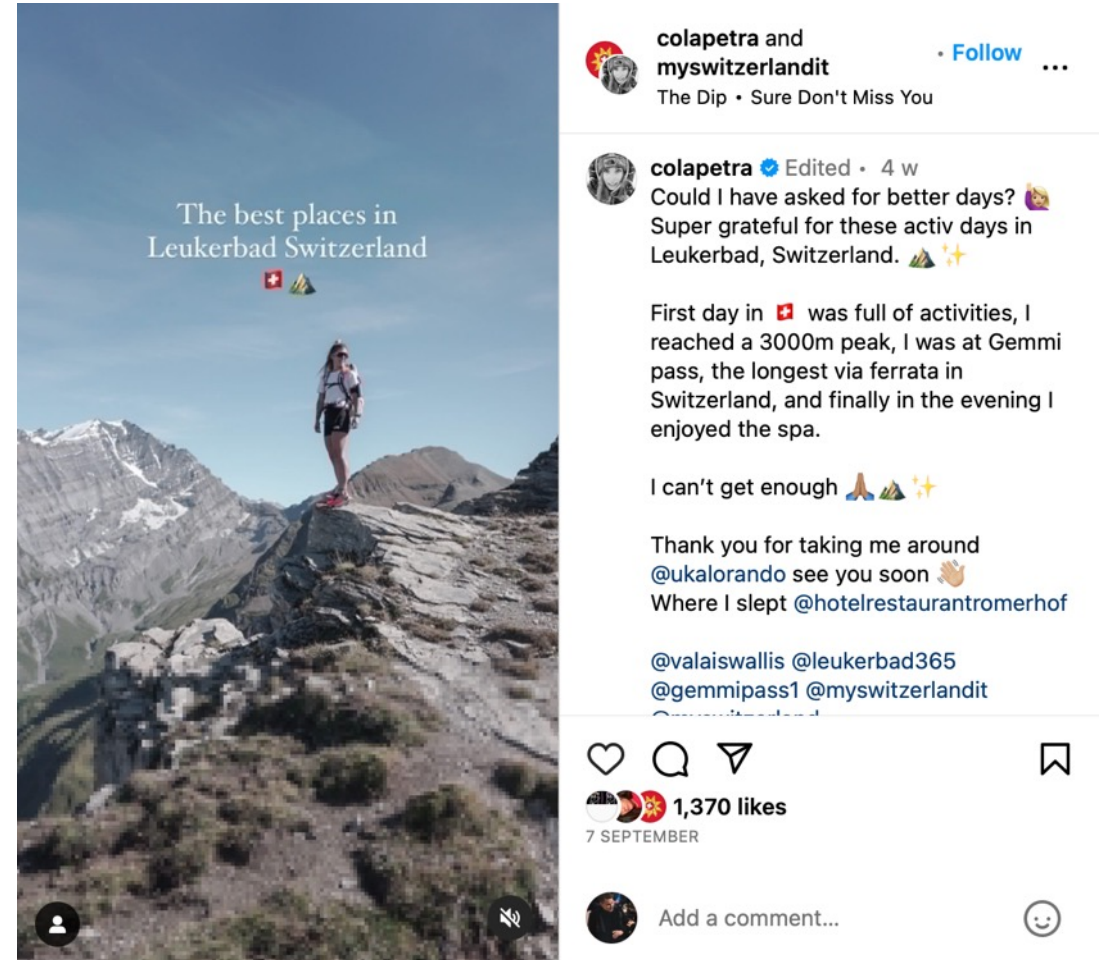 The best places in
Leukerbad Switzerland
🇨🇭⛰️
colapetra and
myswitzerlandit
• Follow
...
The Dip • Sure Don't Miss You
colapetra Edited • 4 w
Could I have asked for better days? 🙋🏼‍♀️
Super grateful for these activ days in
Leukerbad, Switzerland. ⛰️✨
First day in 🇨🇭 was full of activities, I
reached a 3000m peak, I was at Gemmi
pass, the longest via ferrata in
Switzerland, and finally in the evening I
enjoyed the spa.
I can’t get enough 🙏🏽⛰️✨
Thank you for taking me around
@ukalorando see you soon 👋🏼
Where I slept @hotelrestaurantromerhof
@valaiswallis @leukerbad365
@gemmipass1 @myswitzerlandit
1,370 likes
7 SEPTEMBER
Add a comment...